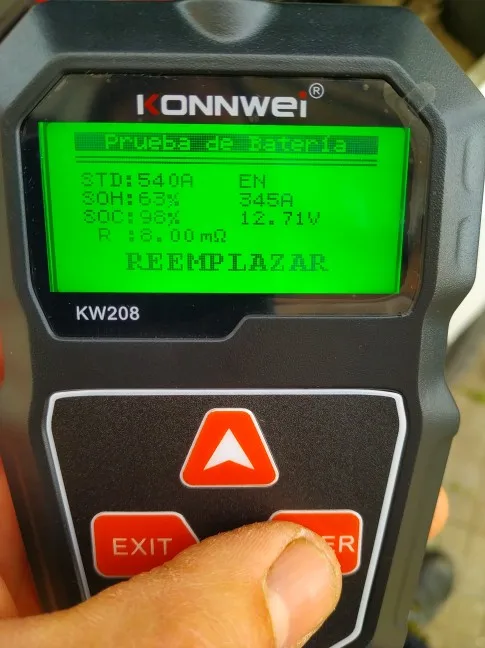 KONNWEI®
Prueba de Batería
STD:540A EN
SOH:63% 345A
SOC:98% 12.71V
R :8.00mΩ
REEMPLAZAR
KW208
EXIT
ER